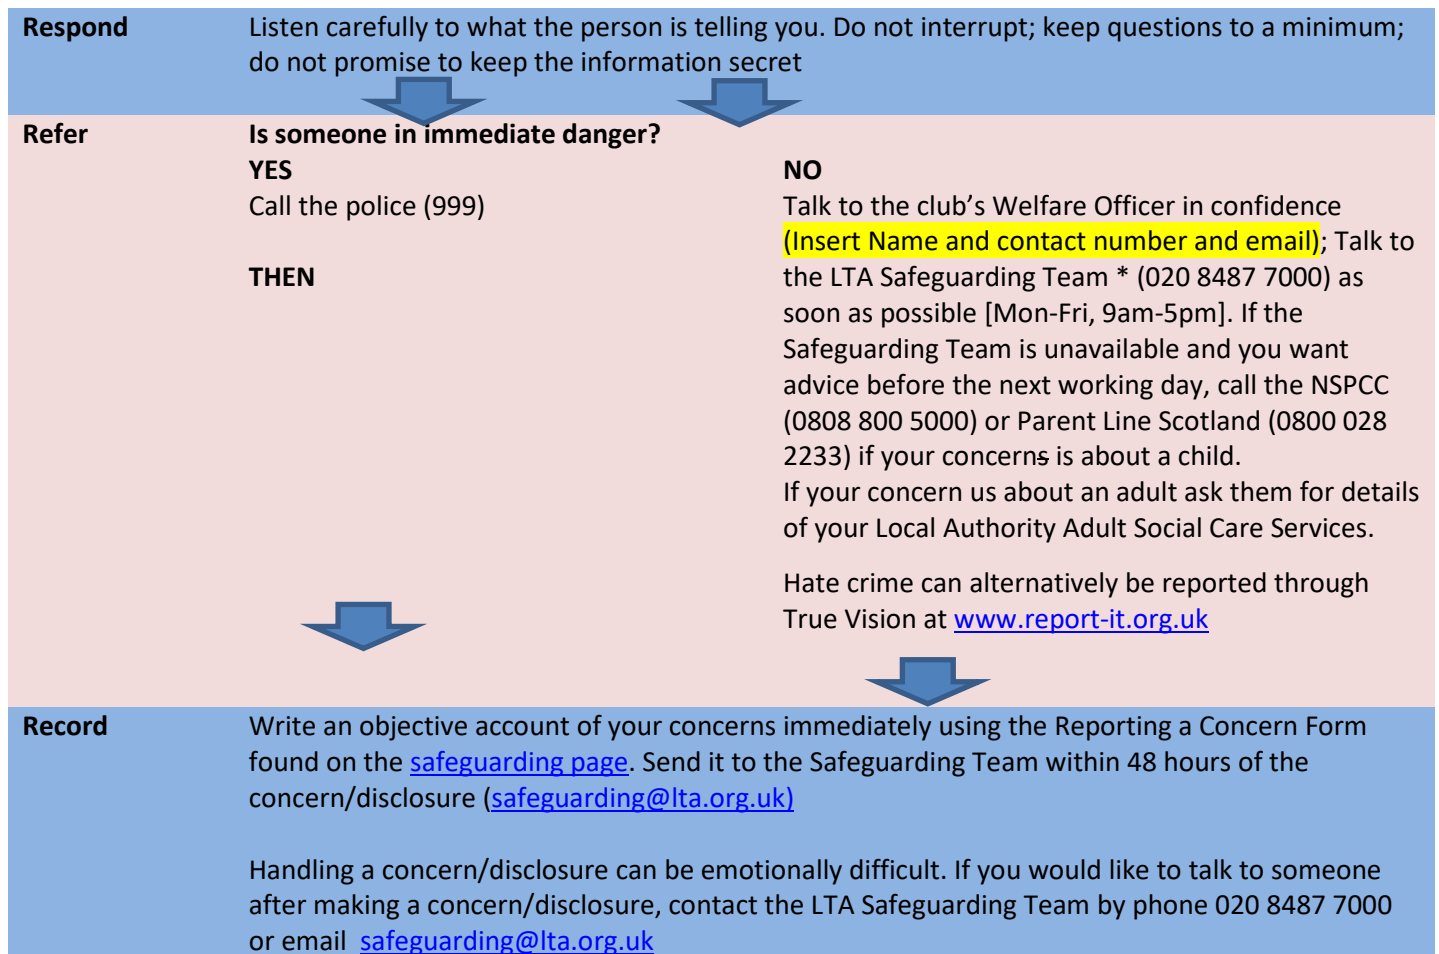 Respond
Listen carefully to what the person is telling you. Do not interrupt; keep questions to a minimum;
do not promise to keep the information secret
Refer
Is someone in immediate danger?
YES
Call the police (999)
THEN
NO
Talk to the club’s Welfare Officer in confidence
(Insert Name and contact number and email); Talk to
the LTA Safeguarding Team * (020 8487 7000) as
soon as possible [Mon-Fri, 9am-5pm]. If the
Safeguarding Team is unavailable and you want
advice before the next working day, call the NSPCC
(0808 800 5000) or Parent Line Scotland (0800 028
2233) if your concerns is about a child.
If your concern us about an adult ask them for details
of your Local Authority Adult Social Care Services.
Hate crime can alternatively be reported through
True Vision at www.report-it.org.uk
Record
Write an objective account of your concerns immediately using the Reporting a Concern Form
found on the safeguarding page. Send it to the Safeguarding Team within 48 hours of the
concern/disclosure (safeguarding@lta.org.uk)
Handling a concern/disclosure can be emotionally difficult. If you would like to talk to someone
after making a concern/disclosure, contact the LTA Safeguarding Team by phone 020 8487 7000
or email safeguarding@lta.org.uk